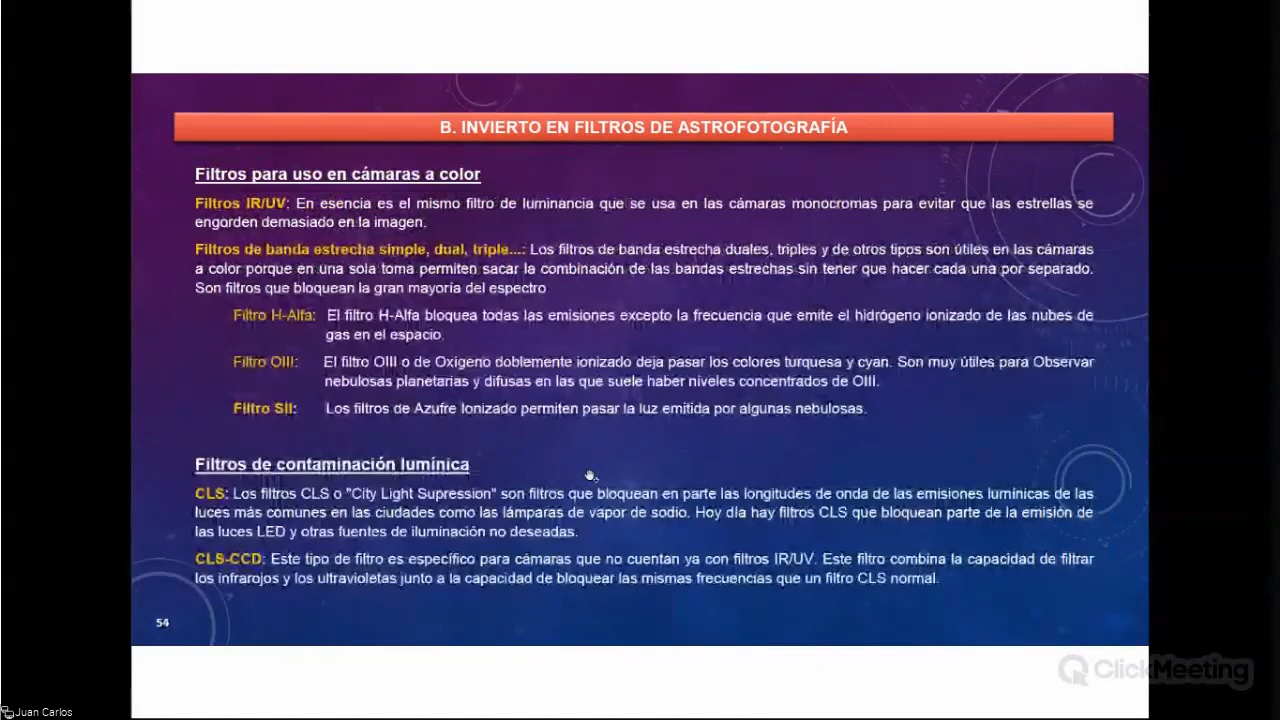 B. INVIERTO EN FILTROS DE ASTROFOTOGRAFÍA
Filtros para uso en cámaras a color
Filtros IR/UV: En esencia es el mismo filtro de luminancia que se usa en las cámaras monocromas para evitar que las estrellas se
engorden demasiado en la imagen.
Filtros de banda estrecha simple, dual, triple...: Los filtros de banda estrecha duales, triples y de otros tipos son útiles en las cámaras
a color porque en una sola toma permiten sacar la combinación de las bandas estrechas sin tener que hacer cada una por separado.
Son filtros que bloquean la gran mayoría del espectro
Filtro H-Alfa: El filtro H-Alfa bloquea todas las emisiones excepto la frecuencia que emite el hidrógeno ionizado de las nubes de
gas en el espacio.
Filtro OIII: El filtro OIII o de Oxigeno doblemente ionizado deja pasar los colores turquesa y cyan. Son muy útiles para Observar
nebulosas planetarias y difusas en las que suele haber niveles concentrados de OIII.
Filtro SII: Los filtros de Azufre Ionizado permiten pasar la luz emitida por algunas nebulosas.
Filtros de contaminación lumínica
CLS: Los filtros CLS o "City Light Supression" son filtros que bloquean en parte las longitudes de onda de las emisiones lumínicas de las
luces más comunes en las ciudades como las lámparas de vapor de sodio. Hoy día hay filtros CLS que bloquean parte de la emisión de
las luces LED y otras fuentes de iluminación no deseadas.
CLS-CCD: Este tipo de filtro es específico para cámaras que no cuentan ya con filtros IR/UV. Este filtro combina la capacidad de filtrar
los infrarojos y los ultravioletas junto a la capacidad de bloquear las mismas frecuencias que un filtro CLS normal.
54
ClickMeeting
Juan Carlos